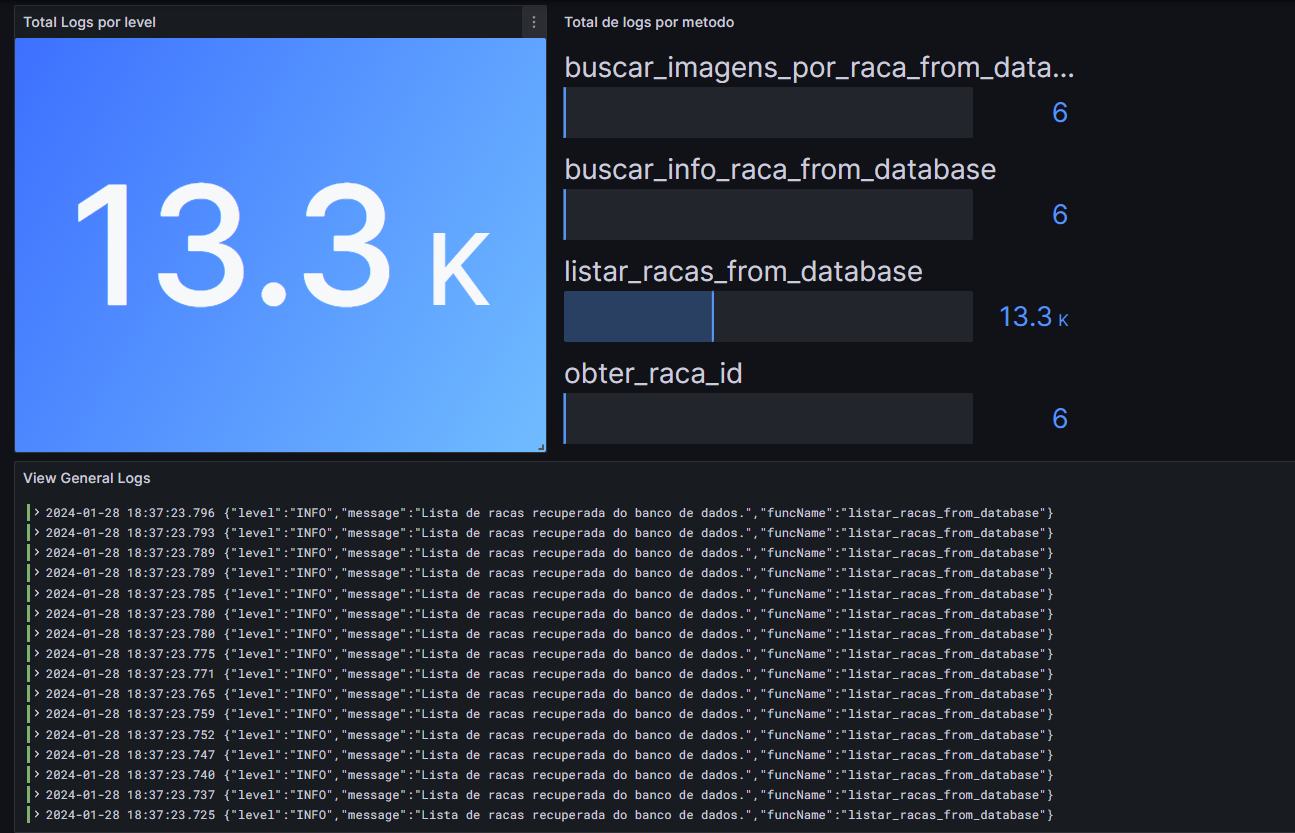 Total Logs por level
13.3 K
Total de logs por metodo
buscar_imagens_por_raca_from_data...
6
buscar_info_raca_from_database
6
listar_racas_from_database
13.3 K
obter_raca_id
6
View General Logs
> 2024-01-28 18:37:23.796 {"level":"INFO","message":"Lista de racas recuperada do banco de dados.","funcName":"listar_racas_from_database"}
> 2024-01-28 18:37:23.793 {"level":"INFO","message":"Lista de racas recuperada do banco de dados.","funcName":"listar_racas_from_database"}
> 2024-01-28 18:37:23.789 {"level":"INFO","message":"Lista de racas recuperada do banco de dados.","funcName":"listar_racas_from_database"}
> 2024-01-28 18:37:23.789 {"level":"INFO","message":"Lista de racas recuperada do banco de dados.","funcName":"listar_racas_from_database"}
> 2024-01-28 18:37:23.785 {"level":"INFO","message":"Lista de racas recuperada do banco de dados.","funcName":"listar_racas_from_database"}
> 2024-01-28 18:37:23.780 {"level":"INFO","message":"Lista de racas recuperada do banco de dados.","funcName":"listar_racas_from_database"}
> 2024-01-28 18:37:23.780 {"level":"INFO","message":"Lista de racas recuperada do banco de dados.","funcName":"listar_racas_from_database"}
> 2024-01-28 18:37:23.775 {"level":"INFO","message":"Lista de racas recuperada do banco de dados.","funcName":"listar_racas_from_database"}
> 2024-01-28 18:37:23.771 {"level":"INFO","message":"Lista de racas recuperada do banco de dados.","funcName":"listar_racas_from_database"}
> 2024-01-28 18:37:23.765 {"level":"INFO","message":"Lista de racas recuperada do banco de dados.","funcName":"listar_racas_from_database"}
> 2024-01-28 18:37:23.759 {"level":"INFO","message":"Lista de racas recuperada do banco de dados.","funcName":"listar_racas_from_database"}
> 2024-01-28 18:37:23.752 {"level":"INFO","message":"Lista de racas recuperada do banco de dados.","funcName":"listar_racas_from_database"}
> 2024-01-28 18:37:23.747 {"level":"INFO","message":"Lista de racas recuperada do banco de dados.","funcName":"listar_racas_from_database"}
> 2024-01-28 18:37:23.740 {"level":"INFO","message":"Lista de racas recuperada do banco de dados.","funcName":"listar_racas_from_database"}
> 2024-01-28 18:37:23.737 {"level":"INFO","message":"Lista de racas recuperada do banco de dados.","funcName":"listar_racas_from_database"}
> 2024-01-28 18:37:23.725 {"level":"INFO","message":"Lista de racas recuperada do banco de dados.","funcName":"listar_racas_from_database"}